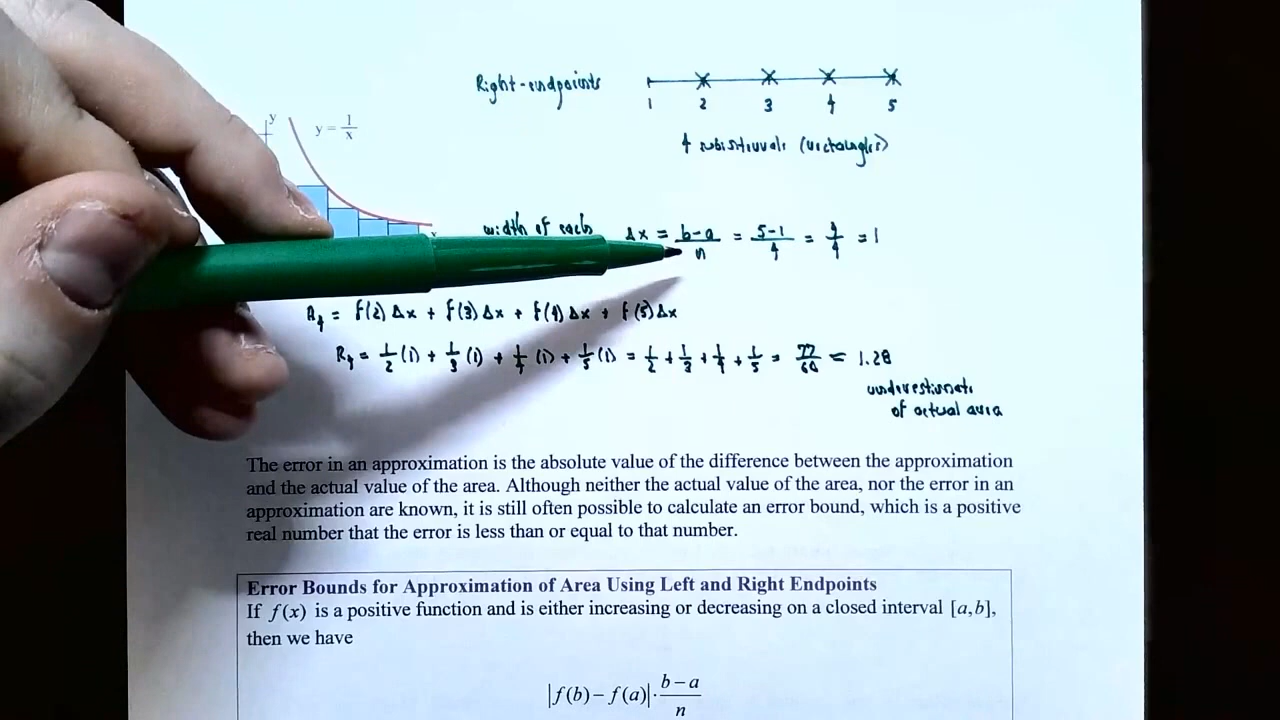 Right-endpoints
1 2 3 4 5
y
y = 1/x
4 subintervals (rectangles)
width of each Δx = b-a/n = 5-1/4 = 4/4 = 1
x
R₄ = f(2) Δx + f(3) Δx + f(4) Δx + f(5) Δx
R₄ = 1/2 (1) + 1/3 (1) + 1/4 (1) + 1/5 (1) = 1/2 + 1/3 + 1/4 + 1/5 = 77/60 ≈ 1.28
underestimate
of actual area
The error in an approximation is the absolute value of the difference between the approximation
and the actual value of the area. Although neither the actual value of the area, nor the error in an
approximation are known, it is still often possible to calculate an error bound, which is a positive
real number that the error is less than or equal to that number.
Error Bounds for Approximation of Area Using Left and Right Endpoints
If f(x) is a positive function and is either increasing or decreasing on a closed interval [a,b],
then we have
|f(b) − f(a)| · b − a/n